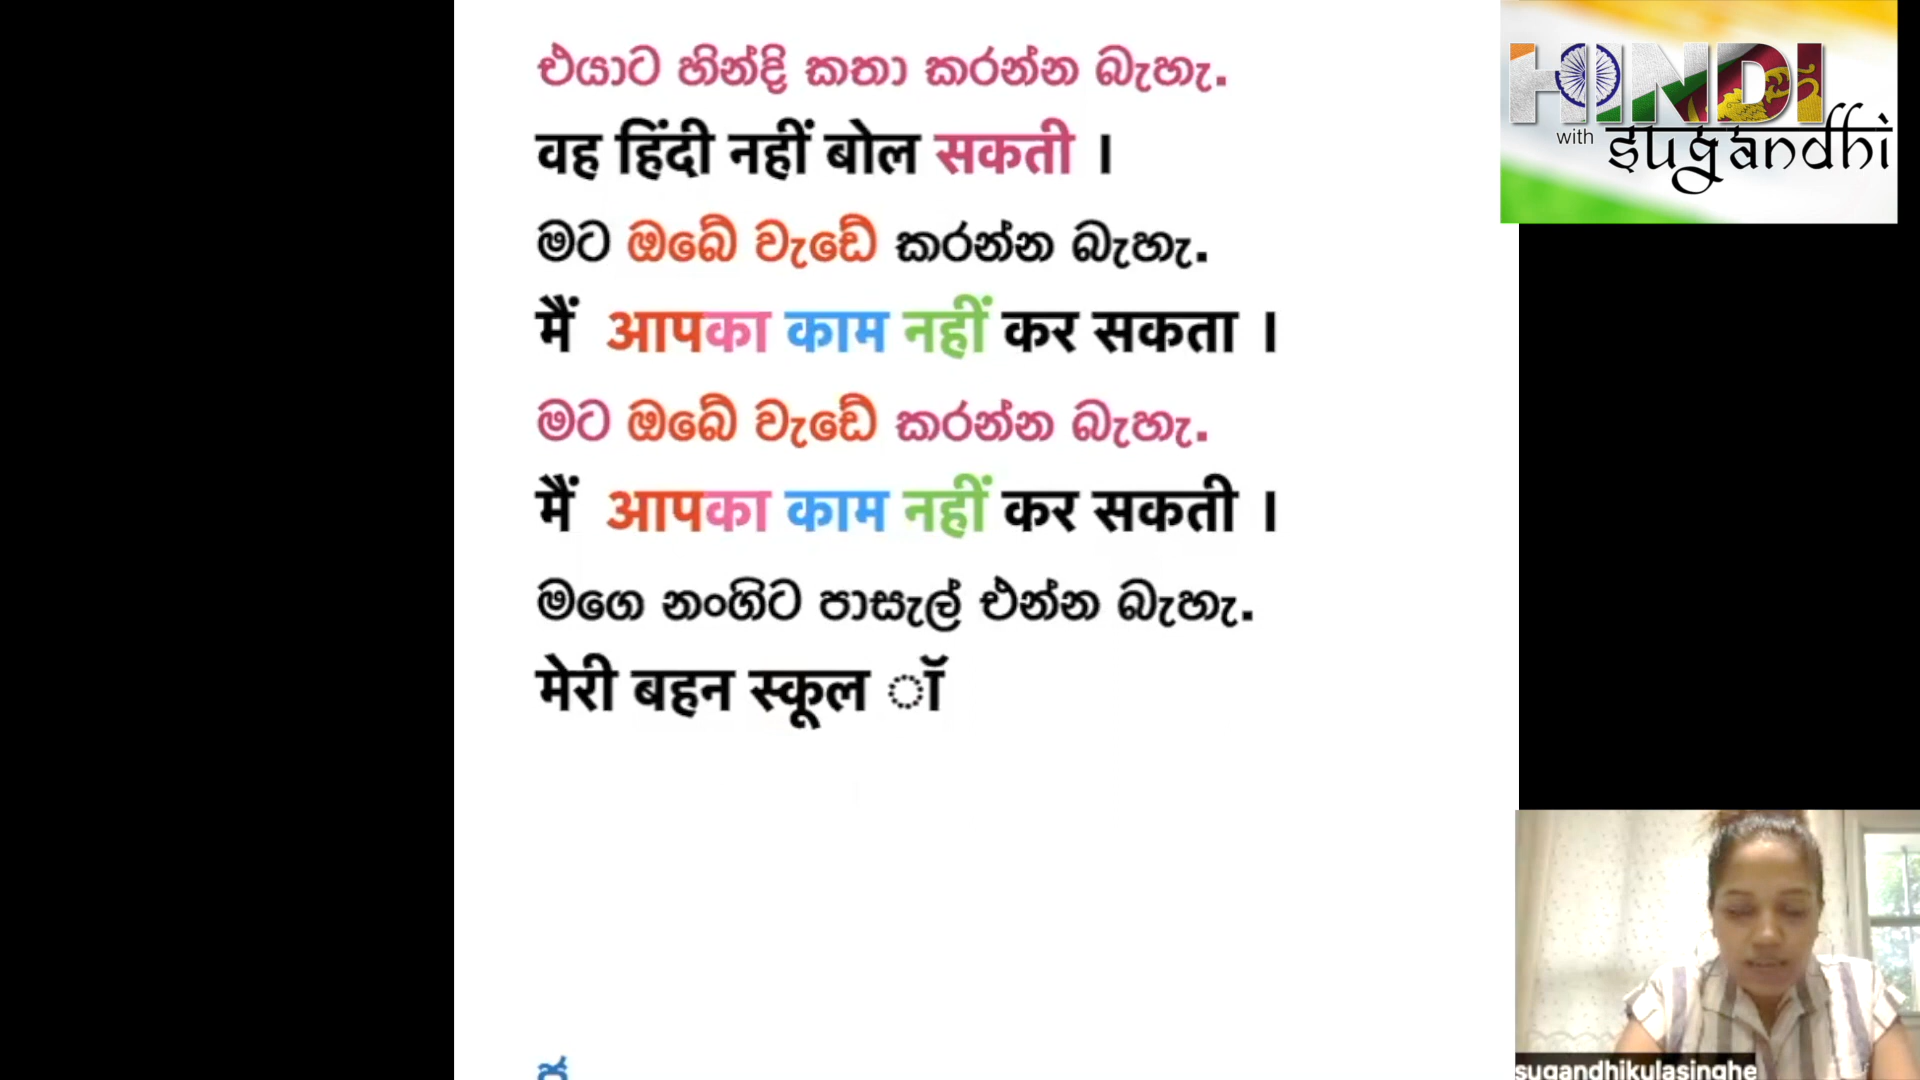 එයාට හින්දි කතා කරන්න බැහැ.
वह हिंदी नहीं बोल सकती ।
මට ඔබේ වැඩේ කරන්න බැහැ.
मैं आपका काम नहीं कर सकता ।
මට ඔබේ වැඩේ කරන්න බැහැ.
मैं आपका काम नहीं कर सकती ।
මගෙ නංගිට පාසැල් එන්න බැහැ.
मेरी बहन स्कूल ॉ
HINDI
with sugandhi
sugandhikulasinghe